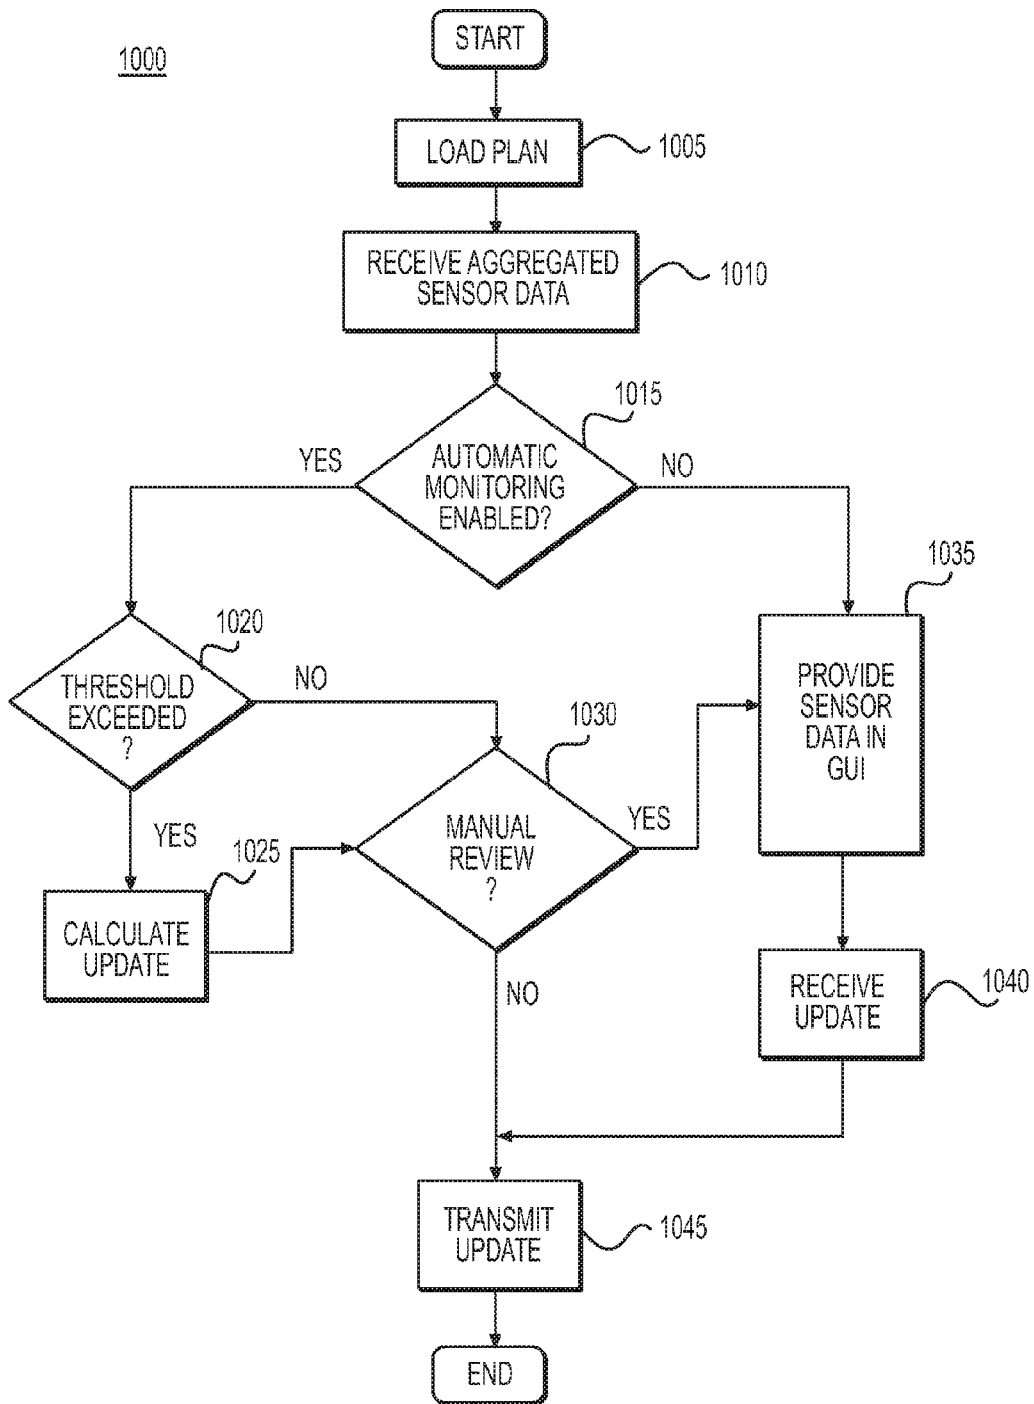 1000
START
LOAD PLAN
1005
RECEIVE AGGREGATED
SENSOR DATA
1010
1015
AUTOMATIC
MONITORING
ENABLED?
YES
NO
1020
THRESHOLD
EXCEEDED
?
NO
YES
1025
CALCULATE
UPDATE
1030
MANUAL
REVIEW
?
YES
NO
1035
PROVIDE
SENSOR
DATA IN
GUI
RECEIVE
UPDATE
1040
TRANSMIT
UPDATE
1045
END